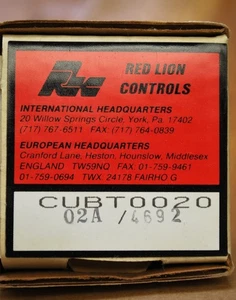 RLC
RED LION
CONTROLS
INTERNATIONAL HEADQUARTERS
20 Willow Springs Circle, York, Pa. 17402
(717) 767-6511 FAX: (717) 764-0839
EUROPEAN HEADQUARTERS
Cranford Lane, Heston, Hounslow, Middlesex
ENGLAND TW59NQ FAX: 01-759-9461
01-759-0694 TWX. 24178 FAIRHO G
CUBT0020
02A /4692